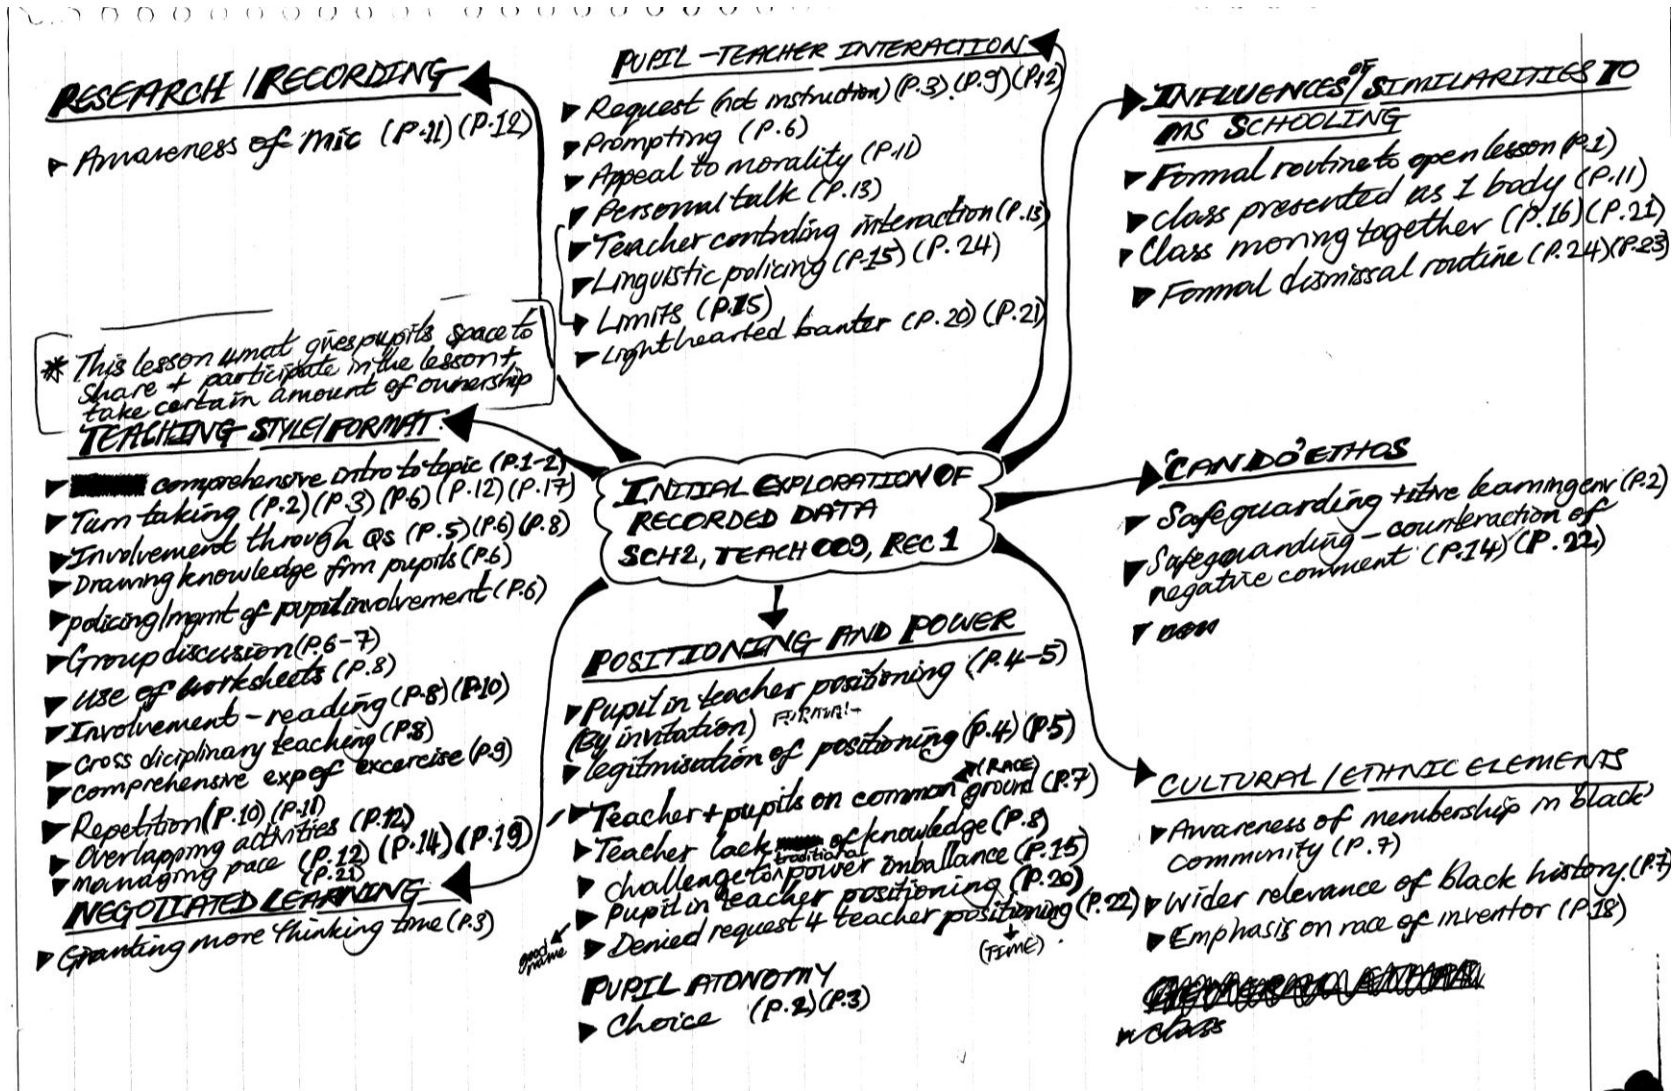 RESEARCH / RECORDING
▶ Awareness of mic (P.11) (P.12)
PUPIL – TEACHER INTERACTION
▶ Request (not instruction) (P.3) (P.9) (P.12)
▶ Prompting (P.6)
▶ Appeal to morality (P.11)
▶ Personal talk (P.13)
▶ Teacher controlling interaction (P.13)
▶ Linguistic policing (P.15) (P.24)
▶ Limits (P.15)
▶ Lighthearted banter (P.20) (P.21)
INFLUENCES OF / SIMILARITIES TO
MS SCHOOLING
▶ Formal routine to open lesson (P.1)
▶ Class presented as 1 body (P.11)
▶ Class moving together (P.16) (P.21)
▶ Formal dismissal routine (P.24) (P.23)
* This lesson gives pupils space to
share + participate in the lesson +
take certain amount of ownership
TEACHING STYLE/FORMAT
▶ comprehensive intro to topic (P.1-2)
▶ Turn taking (P.2) (P.3) (P.6) (P.12) (P.17)
▶ Involvement through Qs (P.5) (P.6) (P.8)
▶ Drawing knowledge frm pupils (P.6)
▶ policing/mgmt of pupil involvement (P.6)
▶ Group discussion (P.6-7)
▶ use of worksheets (P.8)
▶ Involvement – reading (P.8) (P.10)
▶ cross diciplinary teaching (P.8)
▶ comprehensive exp of excercise (P.9)
▶ Repetition (P.10) (P.11)
▶ Overlapping activities (P.12)
▶ managing pace (P.12) (P.14) (P.19)
(P.21)
NEGOTIATED LEARNING
▶ Granting more thinking time (P.3)
INITIAL EXPLORATION OF
RECORDED DATA
SCH2, TEACH 009, REC 1
'CAN DO' ETHOS
▶ Safeguarding +itive learning env (P.2)
▶ Safeguarding – counteraction of
negative comment (P.14) (P.22)
POSITIONING AND POWER
▶ Pupil in teacher positioning (P.4-5)
(By invitation)
▶ legitmisation of positioning (P.4) (P.5)
(RACE)
▶ Teacher + pupils on common ground (P.7)
▶ Teacher lack of knowledge (P.8)
▶ challenge to traditional power imballance (P.15)
▶ Pupil in teacher positioning (P.20)
▶ Denied request 4 teacher positioning (P.22)
good name
(TIME)
PUPIL ATONOMY
▶ Choice (P.2) (P.3)
CULTURAL / ETHNIC ELEMENTS
▶ Awareness of membership in 'black'
community (P.7)
▶ Wider relevance of black history (P.7)
▶ Emphasis on race of inventor (P.18)
▶ class